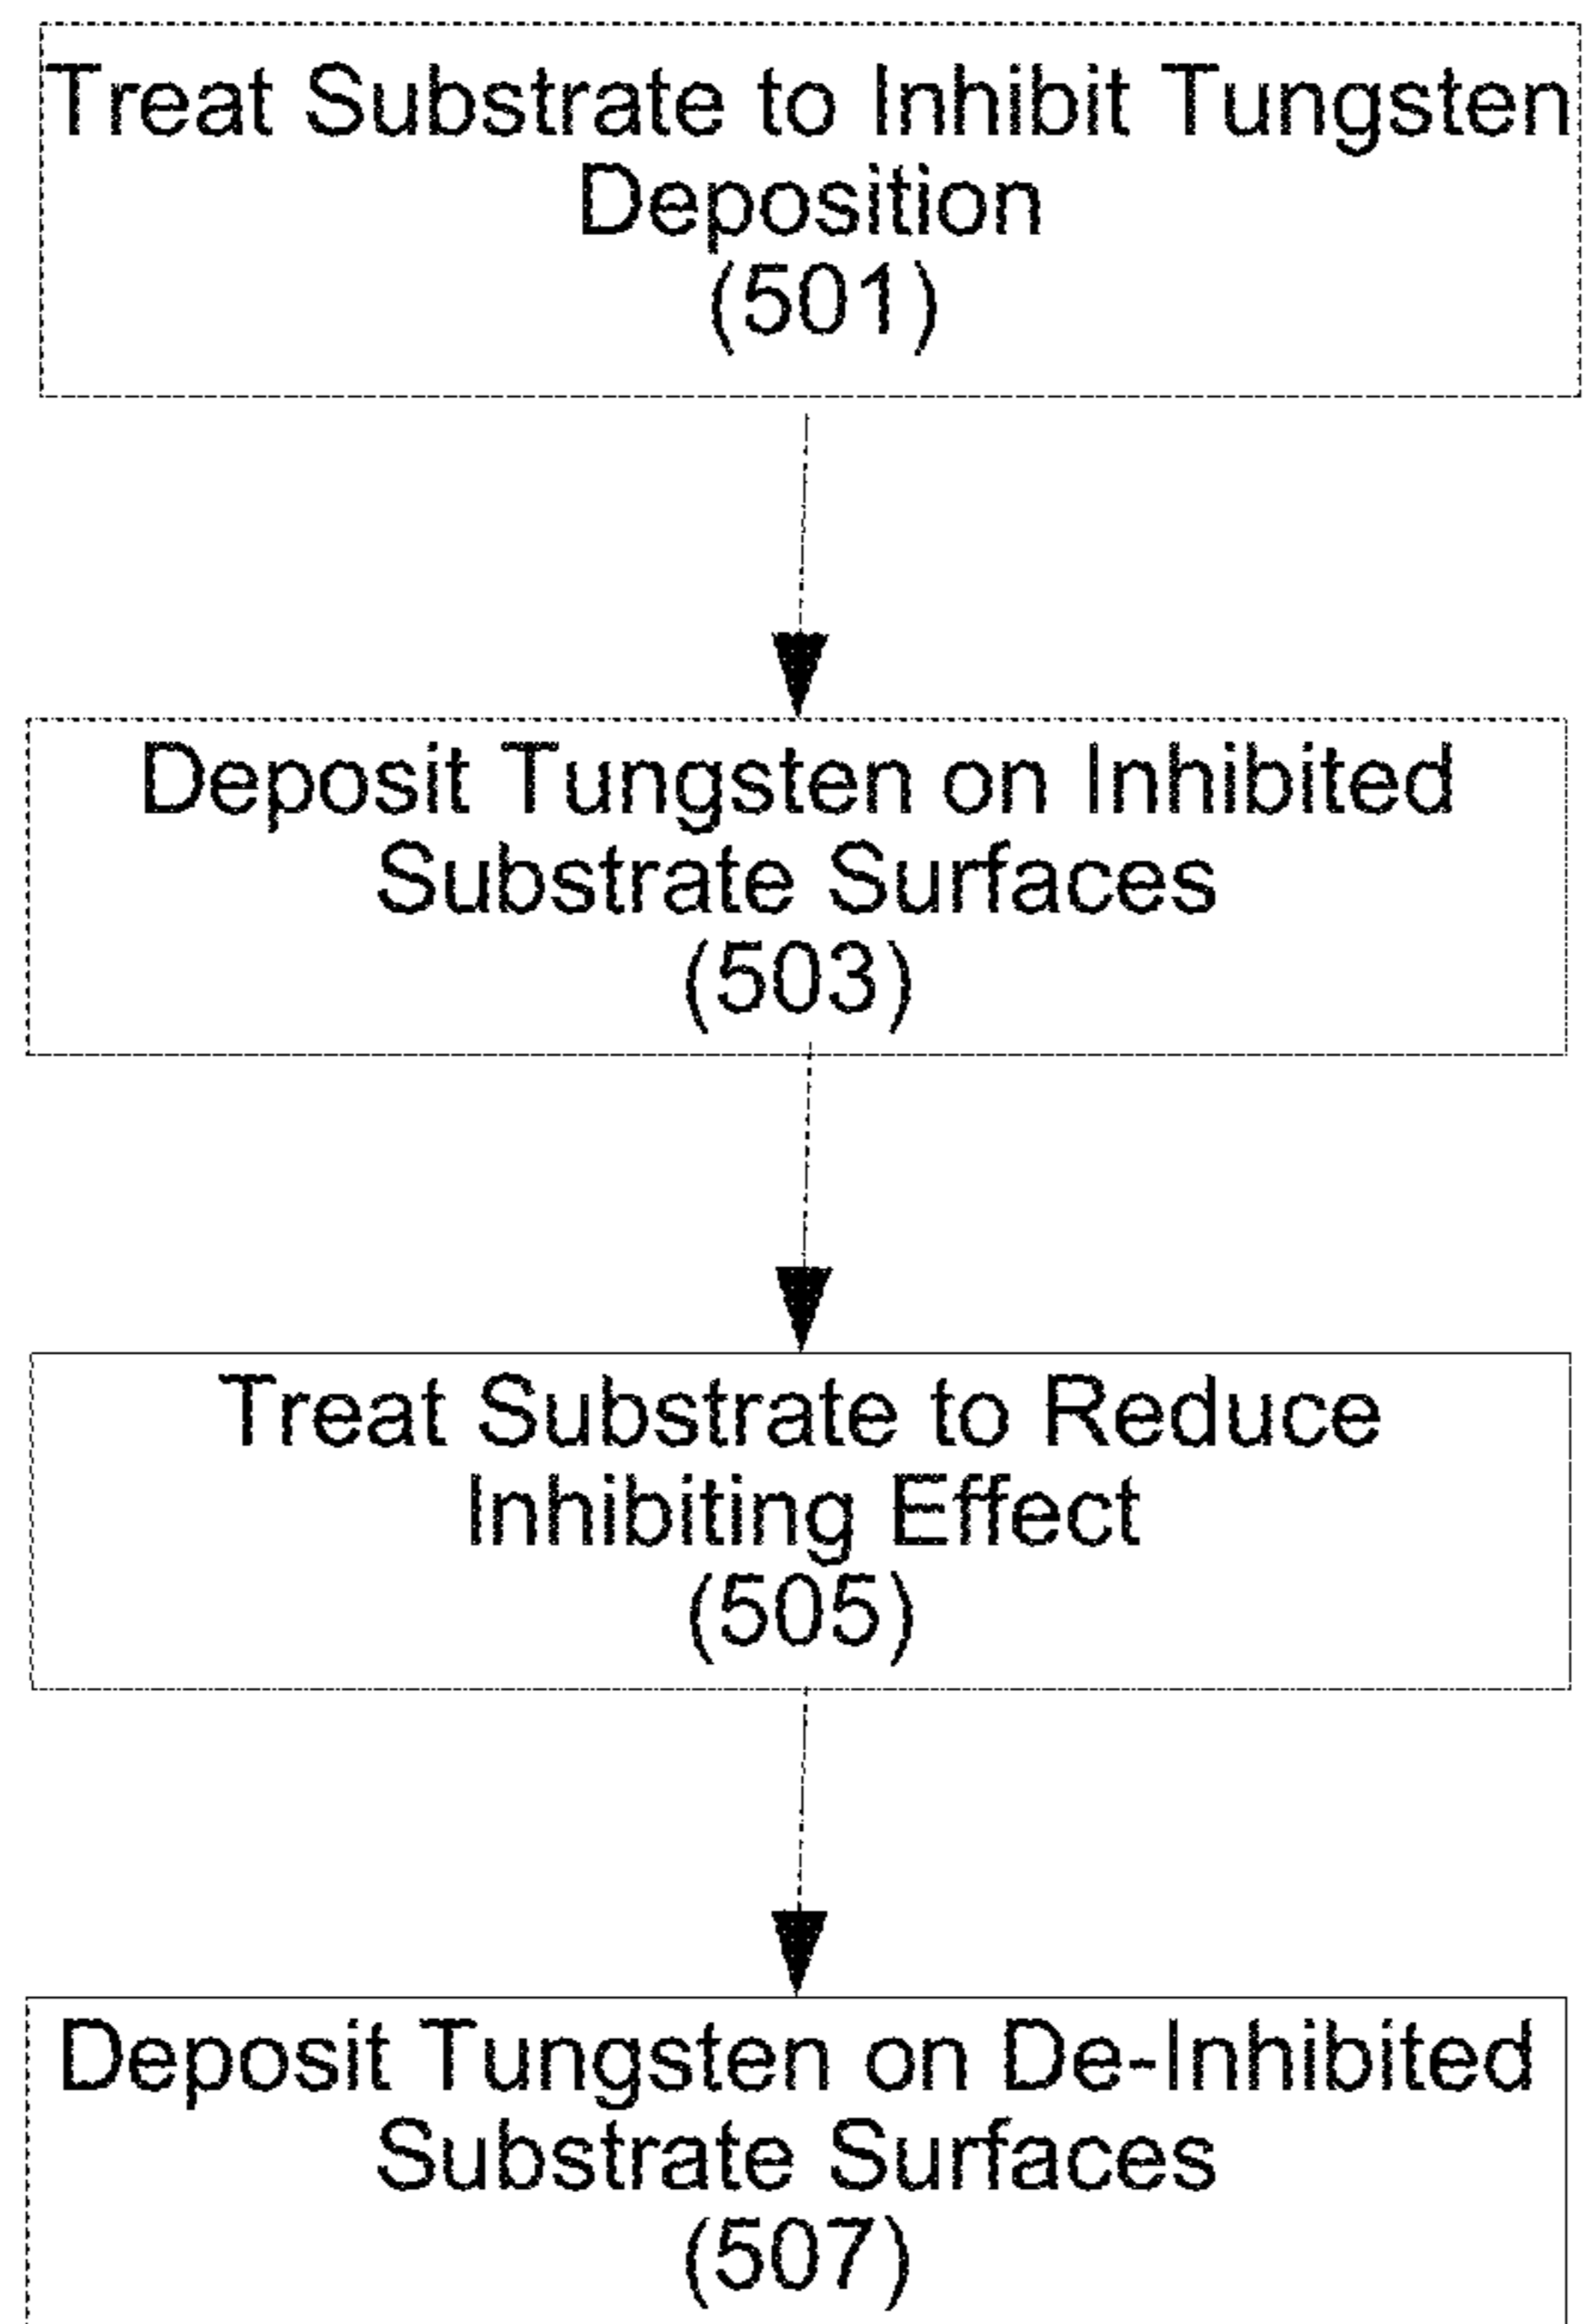 Treat Substrate to Inhibit Tungsten
Deposition
(501)
Deposit Tungsten on Inhibited
Substrate Surfaces
(503)
Treat Substrate to Reduce
Inhibiting Effect
(505)
Deposit Tungsten on De-Inhibited
Substrate Surfaces
(507)